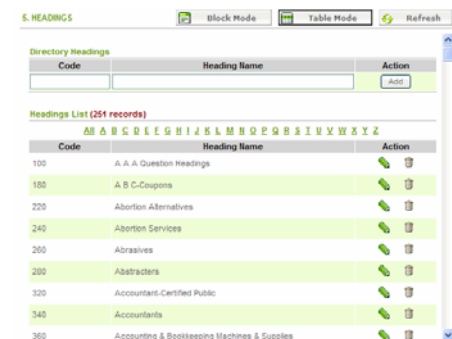 5. HEADINGS Block Mode Table Mode Refresh
Directory Headings
Code Heading Name Action
Add
Headings List (251 records)
All A B C D E F G H I J K L M N O P Q R S T U V W X Y Z
Code Heading Name Action
100 A A A Question Headings
180 A B C-Coupons
220 Abortion Alternatives
240 Abortion Services
260 Abrasives
280 Abstracters
320 Accountant-Certified Public
340 Accountants
360 Accounting & Bookkeeping Machines & Supplies